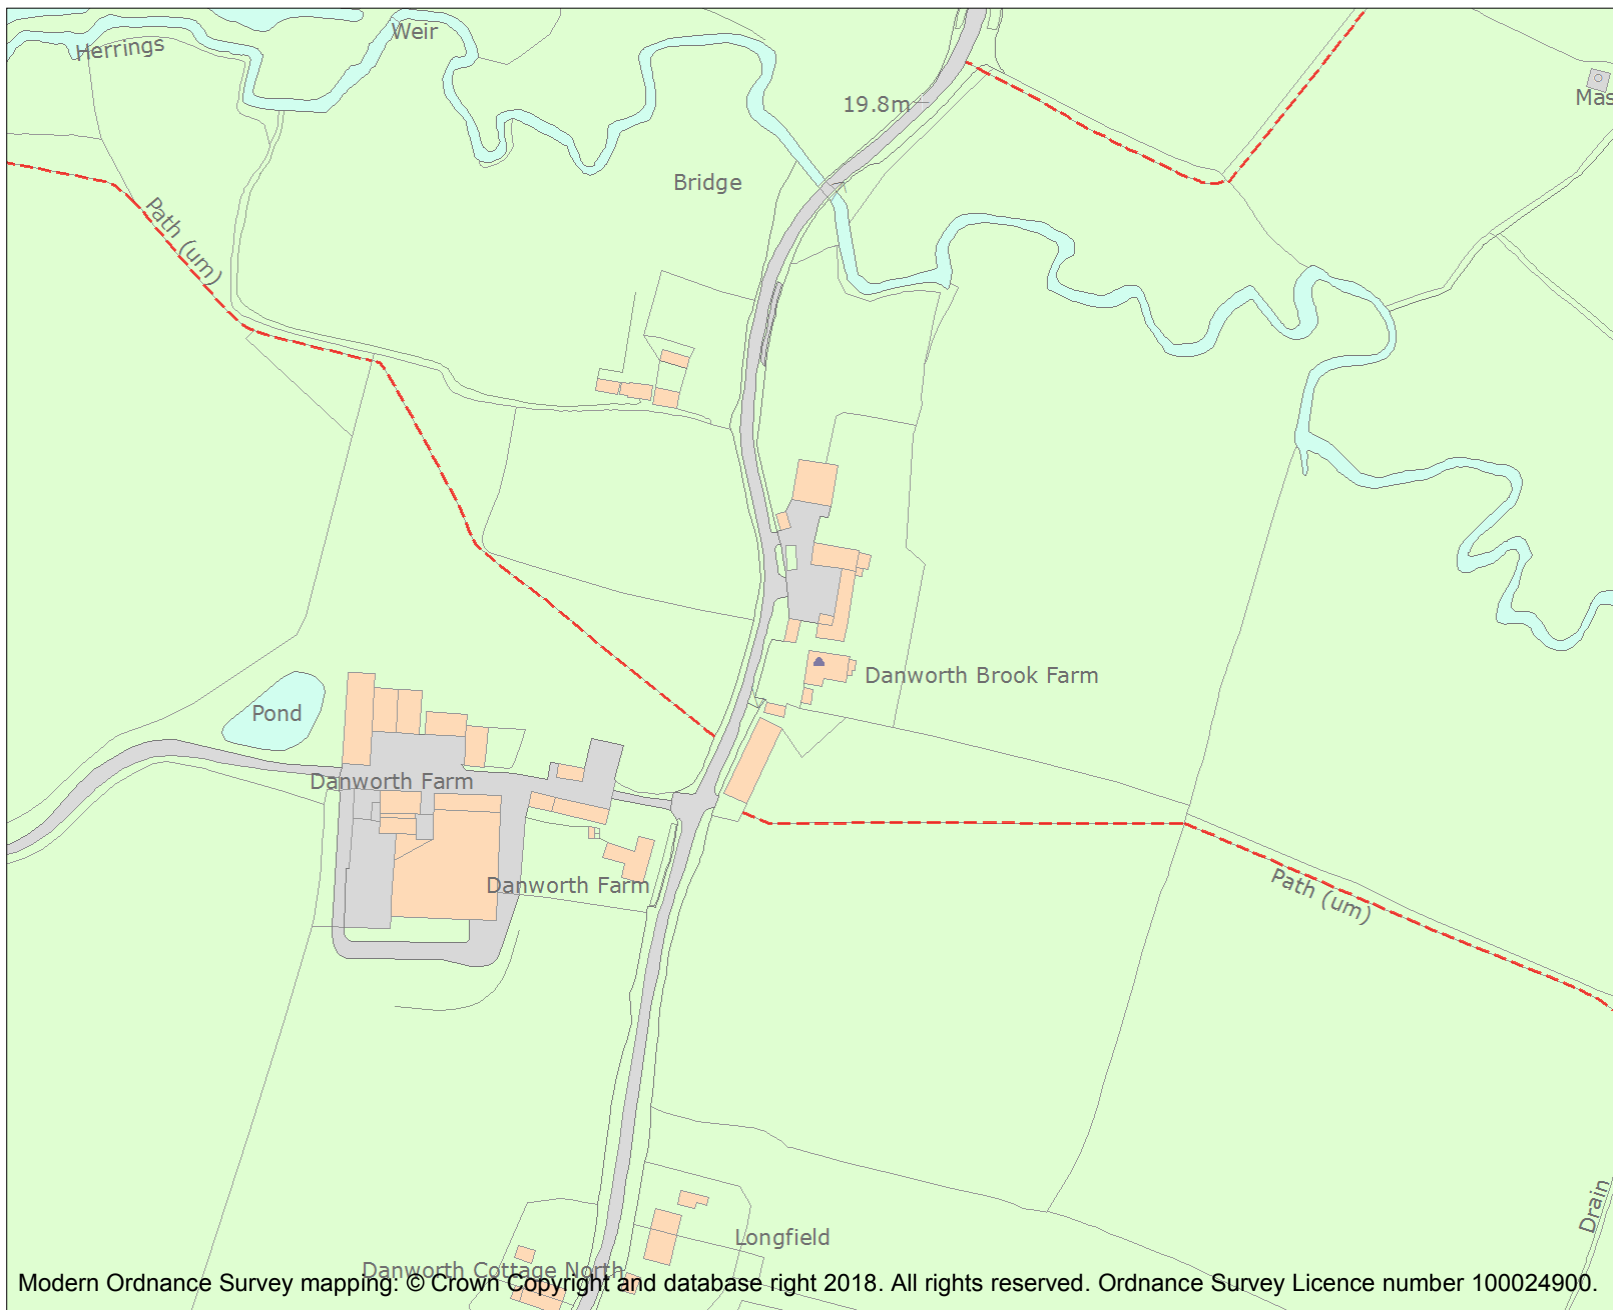 Weir
Herrings
19.8m
Mas
Bridge
Path (um)
Danworth Brook Farm
Pond
Danworth Farm
Danworth Farm
Path (um)
Drain
Longfield
Danworth Cottage North
Modern Ordnance Survey mapping: © Crown Copyright and database right 2018. All rights reserved. Ordnance Survey Licence number 100024900.